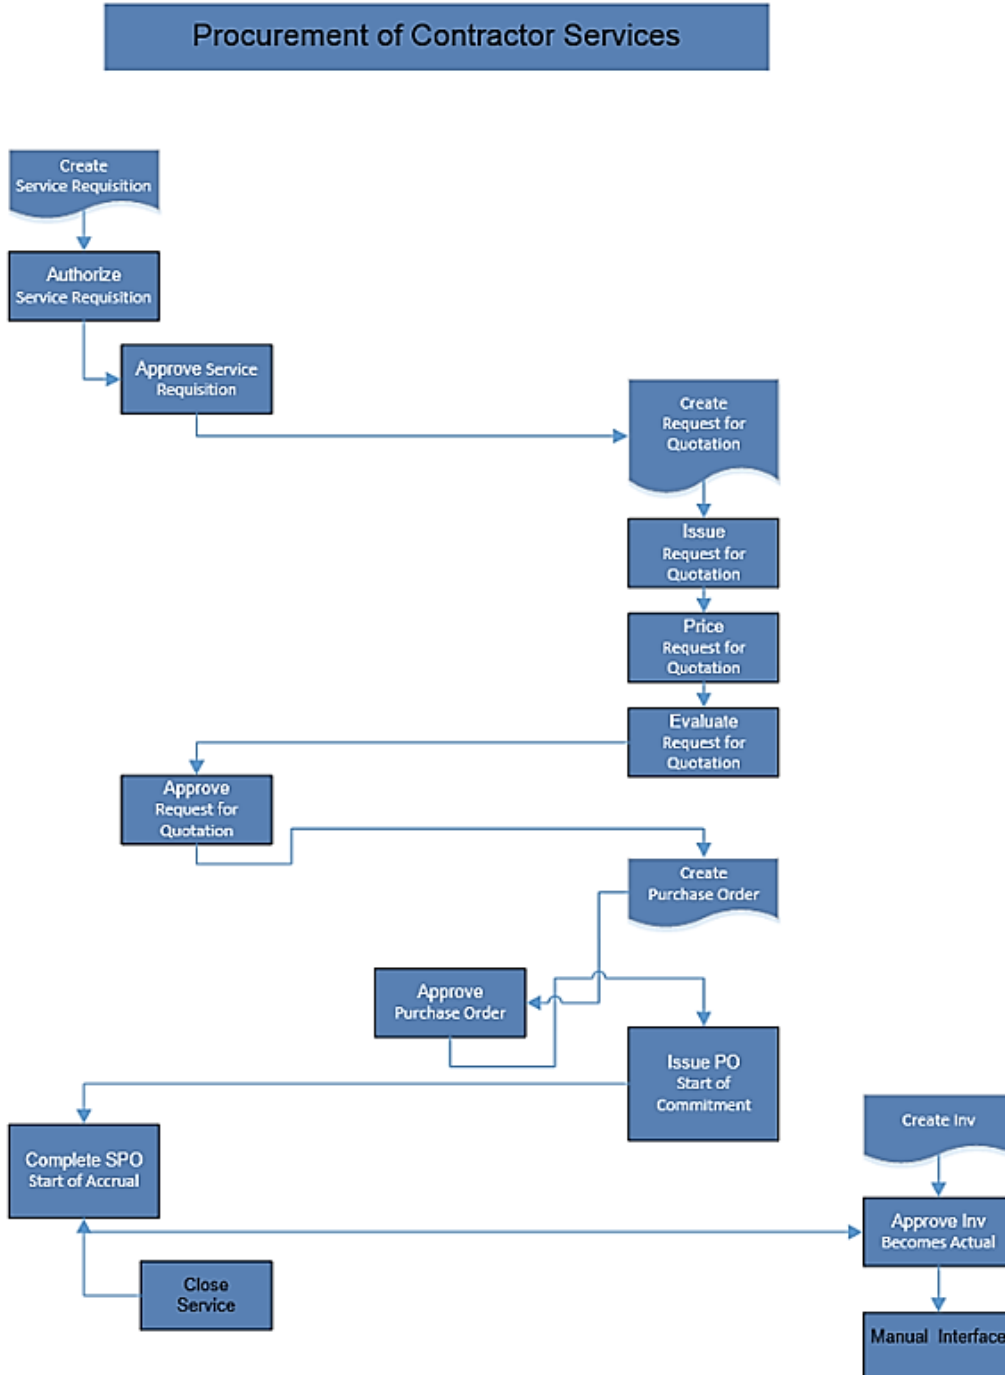 Procurement of Contractor Services
Create
Service Requisition
Authorize
Service Requisition
Approve Service
Requisition
Create
Request for
Quotation
Issue
Request for
Quotation
Price
Request for
Quotation
Evaluate
Request for
Quotation
Approve
Request for
Quotation
Create
Purchase Order
Approve
Purchase Order
Issue PO
Start of
Commitment
Complete SPO
Start of Accrual
Create Inv
Approve Inv
Becomes Actual
Close
Service
Manual Interface